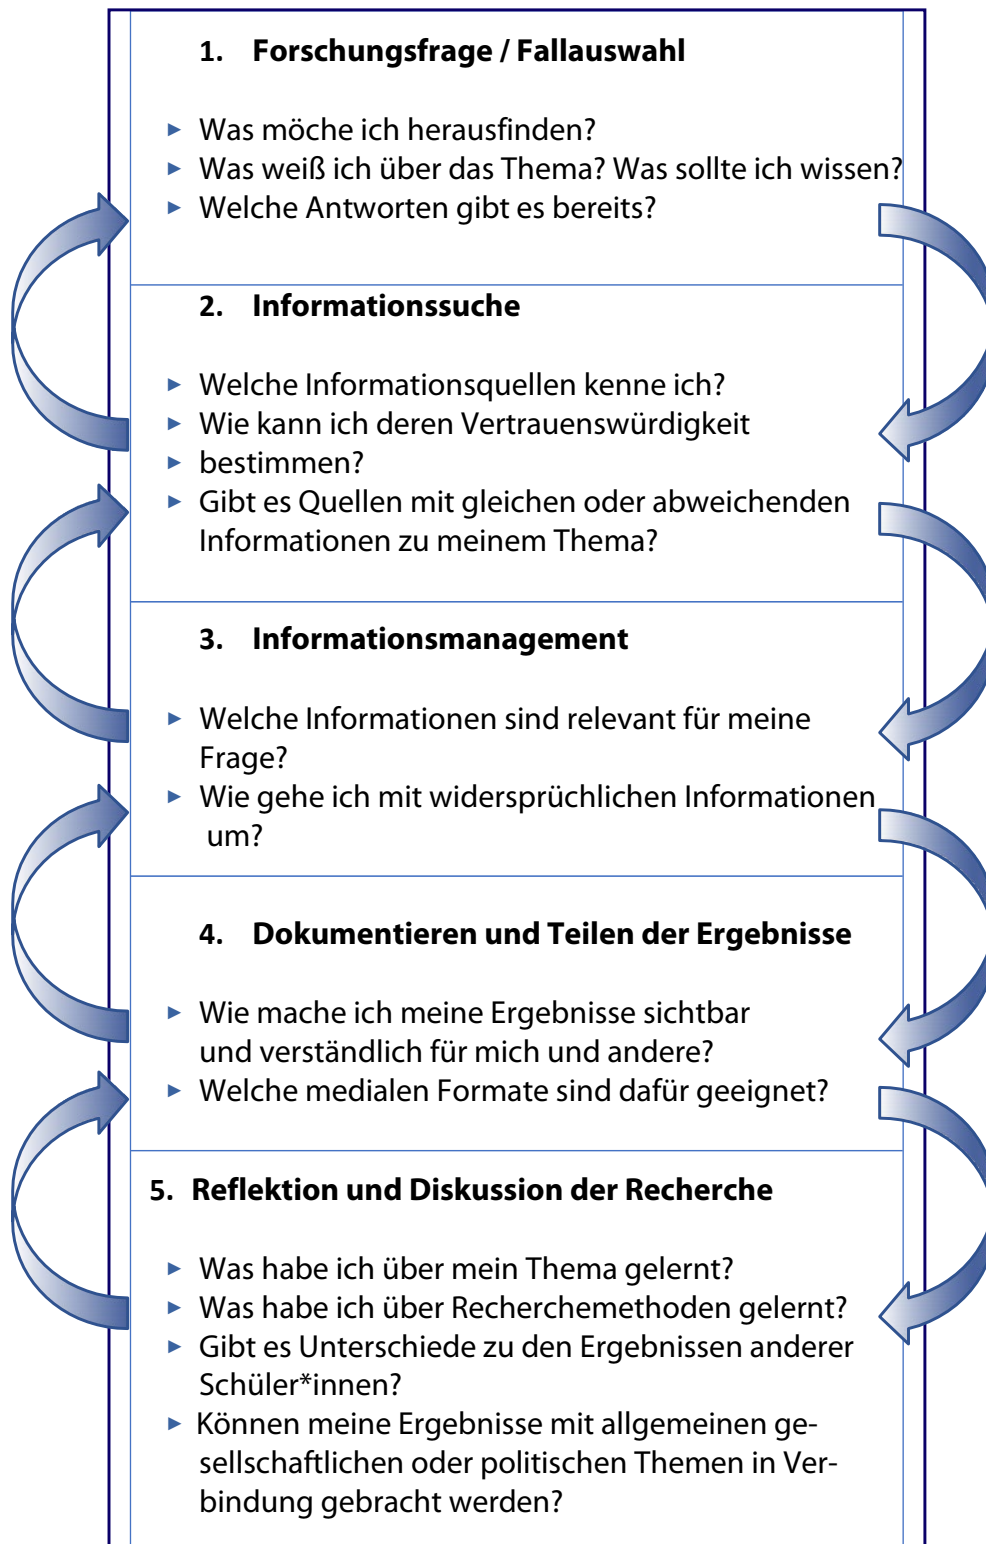 1. Forschungsfrage / Fallauswahl
▸ Was möche ich herausfinden?
▸ Was weiß ich über das Thema? Was sollte ich wissen?
▸ Welche Antworten gibt es bereits?
2. Informationssuche
▸ Welche Informationsquellen kenne ich?
▸ Wie kann ich deren Vertrauenswürdigkeit
▸ bestimmen?
▸ Gibt es Quellen mit gleichen oder abweichenden
Informationen zu meinem Thema?
3. Informationsmanagement
▸ Welche Informationen sind relevant für meine
Frage?
▸ Wie gehe ich mit widersprüchlichen Informationen
um?
4. Dokumentieren und Teilen der Ergebnisse
▸ Wie mache ich meine Ergebnisse sichtbar
und verständlich für mich und andere?
▸ Welche medialen Formate sind dafür geeignet?
5. Reflektion und Diskussion der Recherche
▸ Was habe ich über mein Thema gelernt?
▸ Was habe ich über Recherchemethoden gelernt?
▸ Gibt es Unterschiede zu den Ergebnissen anderer
Schüler*innen?
▸ Können meine Ergebnisse mit allgemeinen ge-
sellschaftlichen oder politischen Themen in Ver-
bindung gebracht werden?